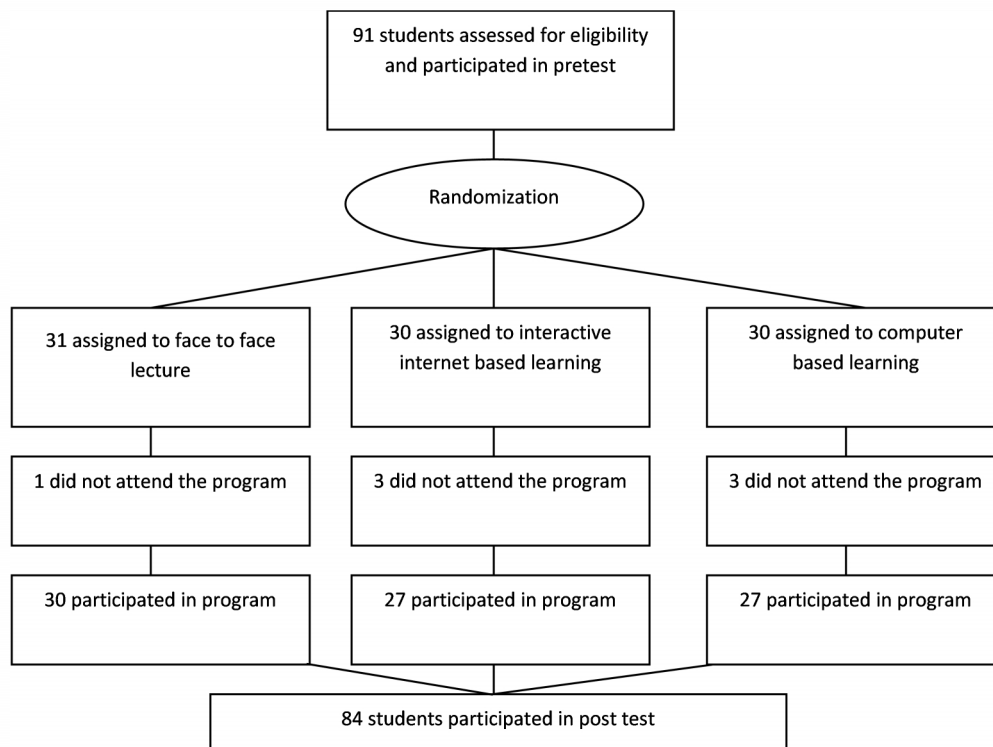 91 students assessed for eligibility
and participated in pretest
Randomization
31 assigned to face to face
lecture
30 assigned to interactive
internet based learning
30 assigned to computer
based learning
1 did not attend the program
3 did not attend the program
3 did not attend the program
30 participated in program
27 participated in program
27 participated in program
84 students participated in post test